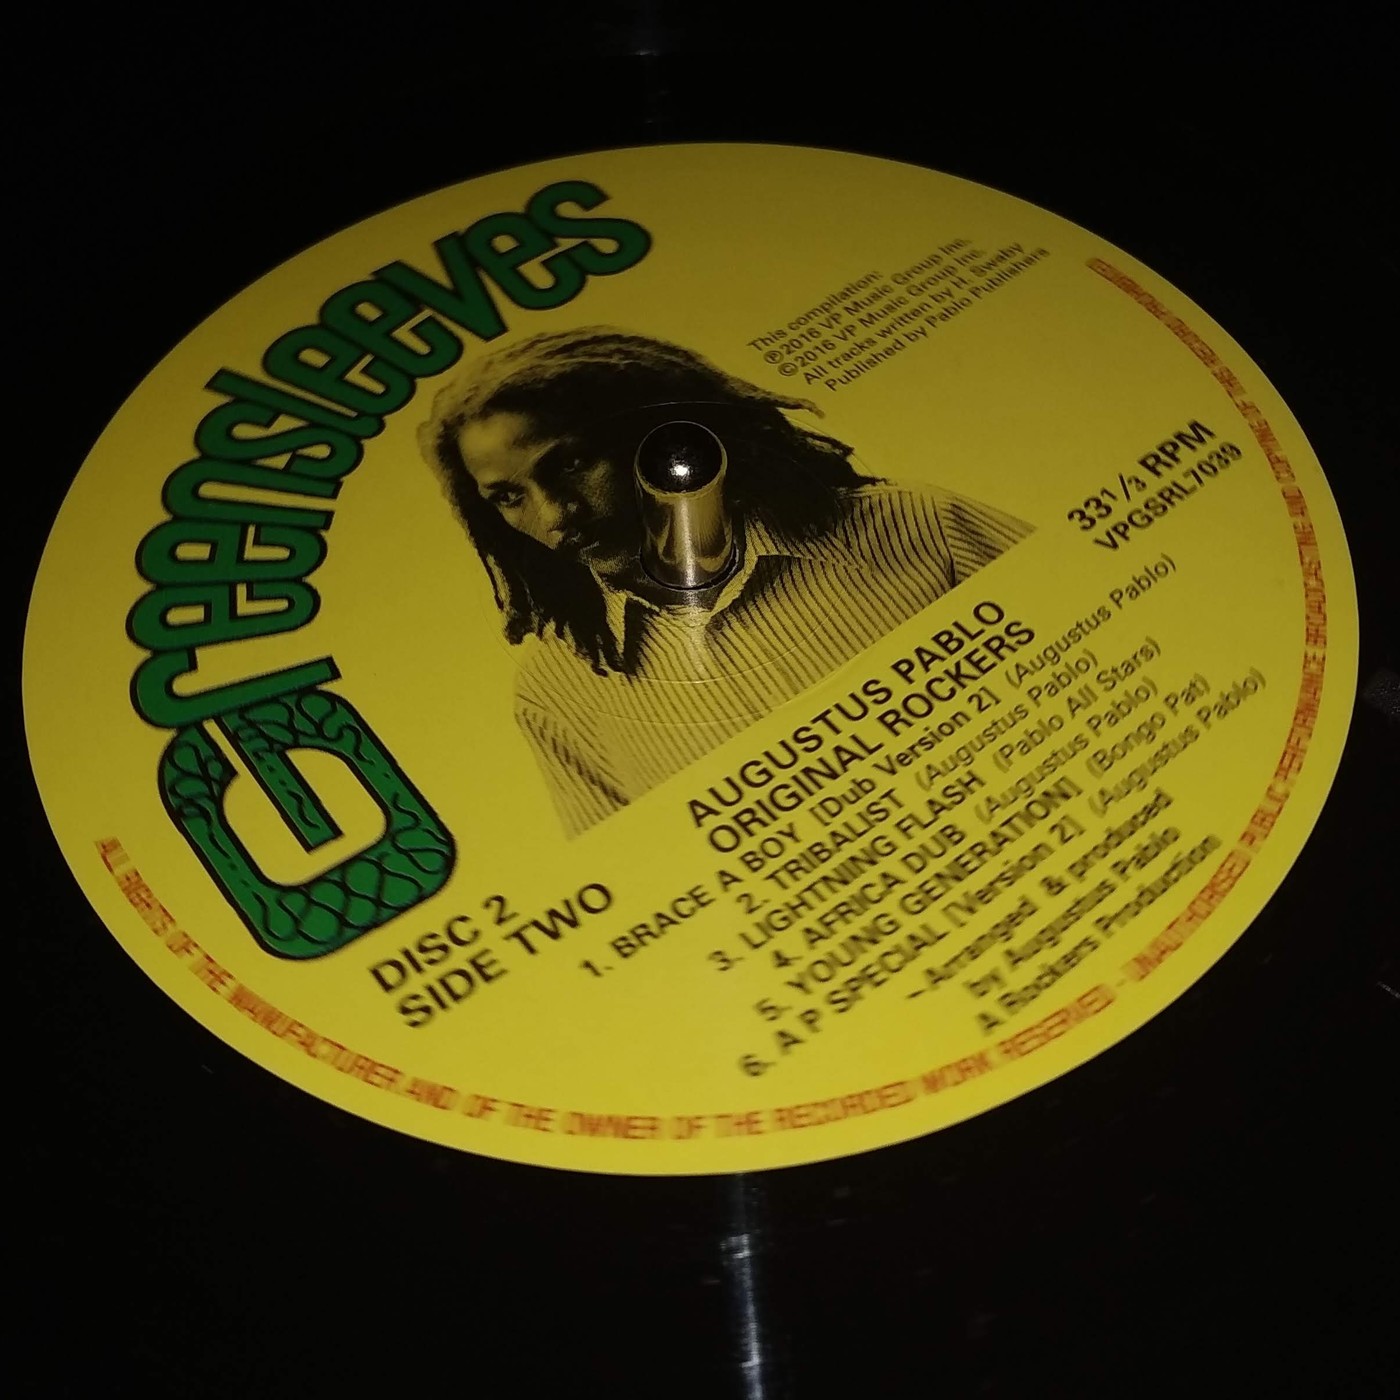 Greensleeves
This compilation:
℗2016 VP Music Group Inc.
©2016 VP Music Group Inc.
All tracks written by H. Swaby
Published by Pablo Publishers
33⅓ RPM
VPGSRL7039
AUGUSTUS PABLO
ORIGINAL ROCKERS
DISC 2
SIDE TWO
1. BRACE A BOY [Dub Version 2] (Augustus Pablo)
2. TRIBALIST (Augustus Pablo)
3. LIGHTNING FLASH (Pablo All Stars)
4. AFRICA DUB (Augustus Pablo)
5. YOUNG GENERATION] (Bongo Pat)
6. A P SPECIAL [Version 2] (Augustus Pablo)
–Arranged & produced
by Augustus Pablo
A Rockers Production
ALL RIGHTS OF THE MANUFACTURER AND OF THE OWNER OF THE RECORDED WORK RESERVED - UNAUTHORISED PUBLIC PERFORMANCE BROADCASTING AND COPYING OF THIS RECORD